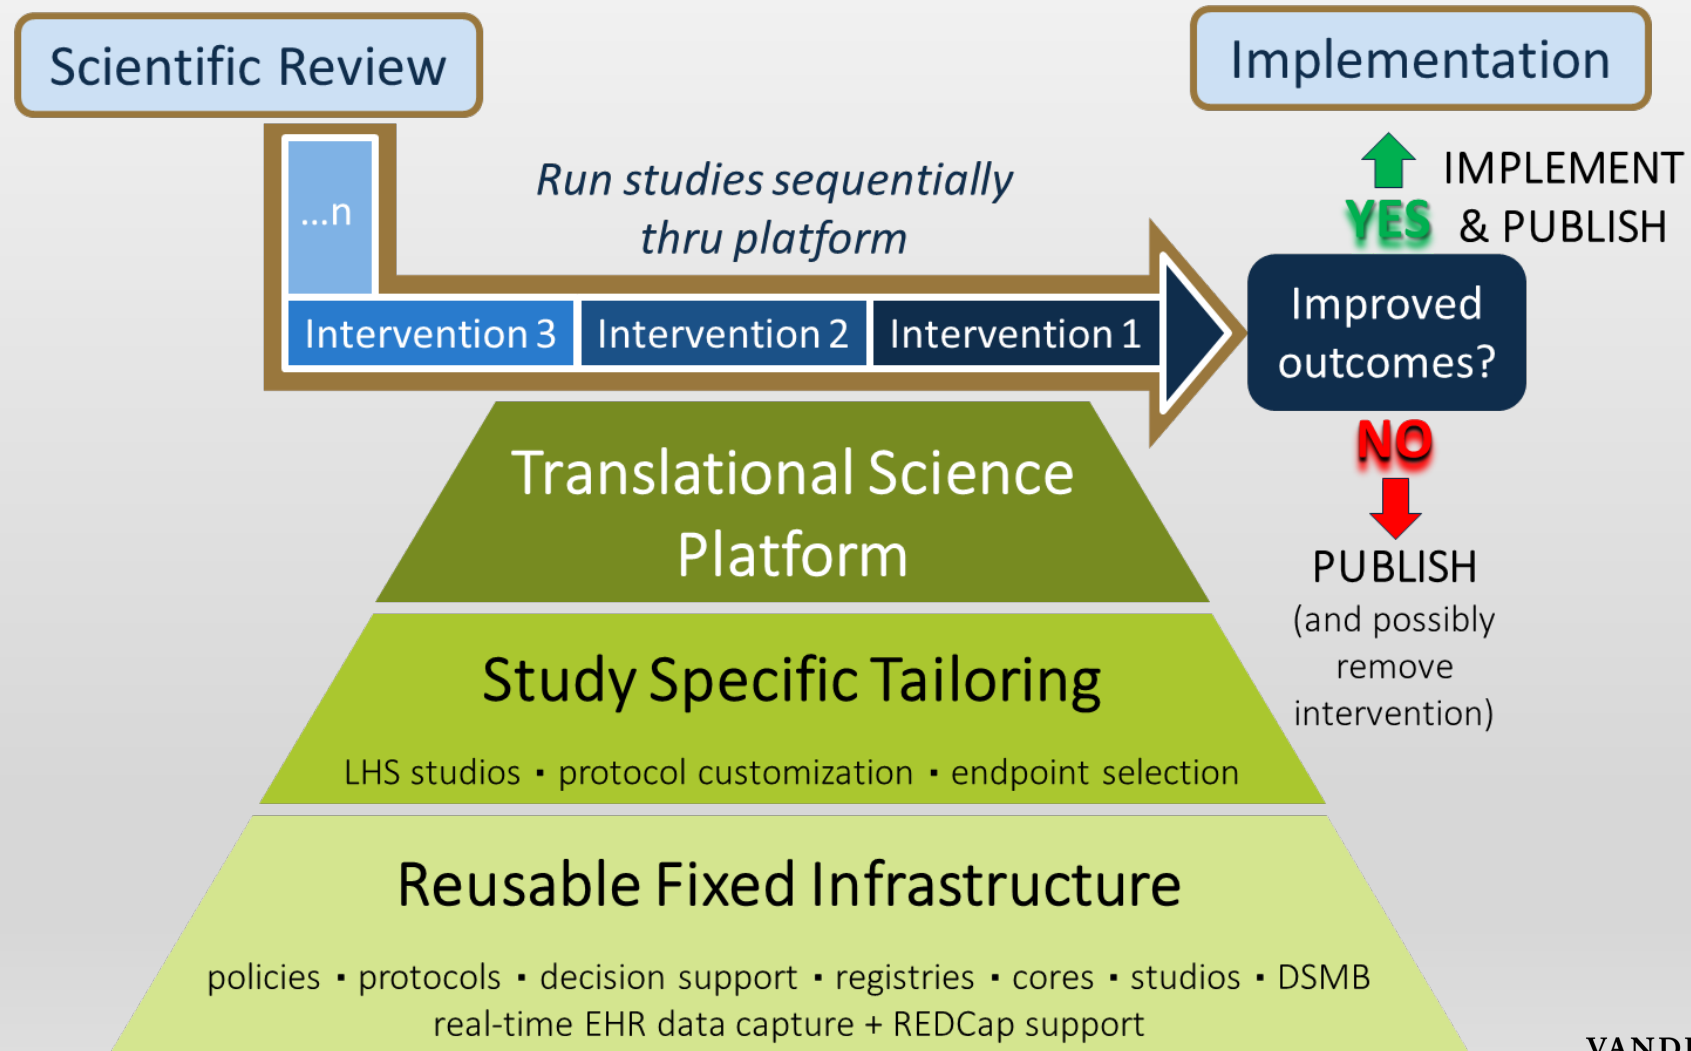 Scientific Review
Implementation
...n
Run studies sequentially
thru platform
IMPLEMENT
YES & PUBLISH
Intervention 3
Intervention 2
Intervention 1
Improved
outcomes?
NO
PUBLISH
(and possibly
remove
intervention)
Translational Science
Platform
Study Specific Tailoring
LHS studios ▪ protocol customization ▪ endpoint selection
Reusable Fixed Infrastructure
policies ▪ protocols ▪ decision support ▪ registries ▪ cores ▪ studios ▪ DSMB
real-time EHR data capture + REDCap support